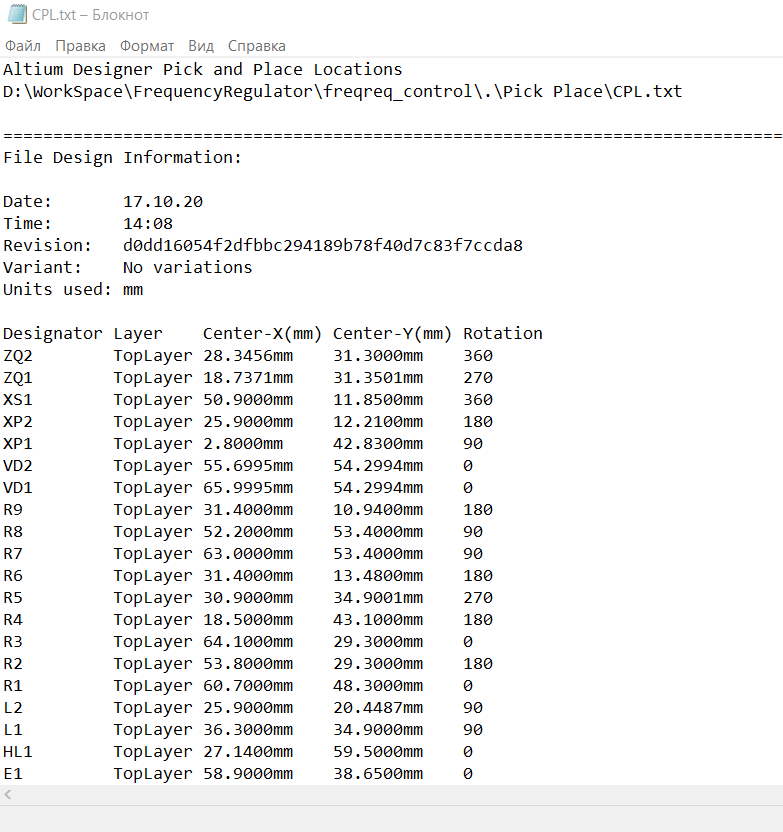 CPL.txt – Блокнот
Файл Правка Формат Вид Справка
Altium Designer Pick and Place Locations
D:\WorkSpace\FrequencyRegulator\freqreq_control\.\Pick Place\CPL.txt
==============================================================================
File Design Information:
Date: 17.10.20
Time: 14:08
Revision: d0dd16054f2dfbbc294189b78f40d7c83f7ccda8
Variant: No variations
Units used: mm
Designator Layer Center-X(mm) Center-Y(mm) Rotation
ZQ2 TopLayer 28.3456mm 31.3000mm 360
ZQ1 TopLayer 18.7371mm 31.3501mm 270
XS1 TopLayer 50.9000mm 11.8500mm 360
XP2 TopLayer 25.9000mm 12.2100mm 180
XP1 TopLayer 2.8000mm 42.8300mm 90
VD2 TopLayer 55.6995mm 54.2994mm 0
VD1 TopLayer 65.9995mm 54.2994mm 0
R9 TopLayer 31.4000mm 10.9400mm 180
R8 TopLayer 52.2000mm 53.4000mm 90
R7 TopLayer 63.0000mm 53.4000mm 90
R6 TopLayer 31.4000mm 13.4800mm 180
R5 TopLayer 30.9000mm 34.9001mm 270
R4 TopLayer 18.5000mm 43.1000mm 180
R3 TopLayer 64.1000mm 29.3000mm 0
R2 TopLayer 53.8000mm 29.3000mm 180
R1 TopLayer 60.7000mm 48.3000mm 0
L2 TopLayer 25.9000mm 20.4487mm 90
L1 TopLayer 36.3000mm 34.9000mm 90
HL1 TopLayer 27.1400mm 59.5000mm 0
E1 TopLayer 58.9000mm 38.6500mm 0